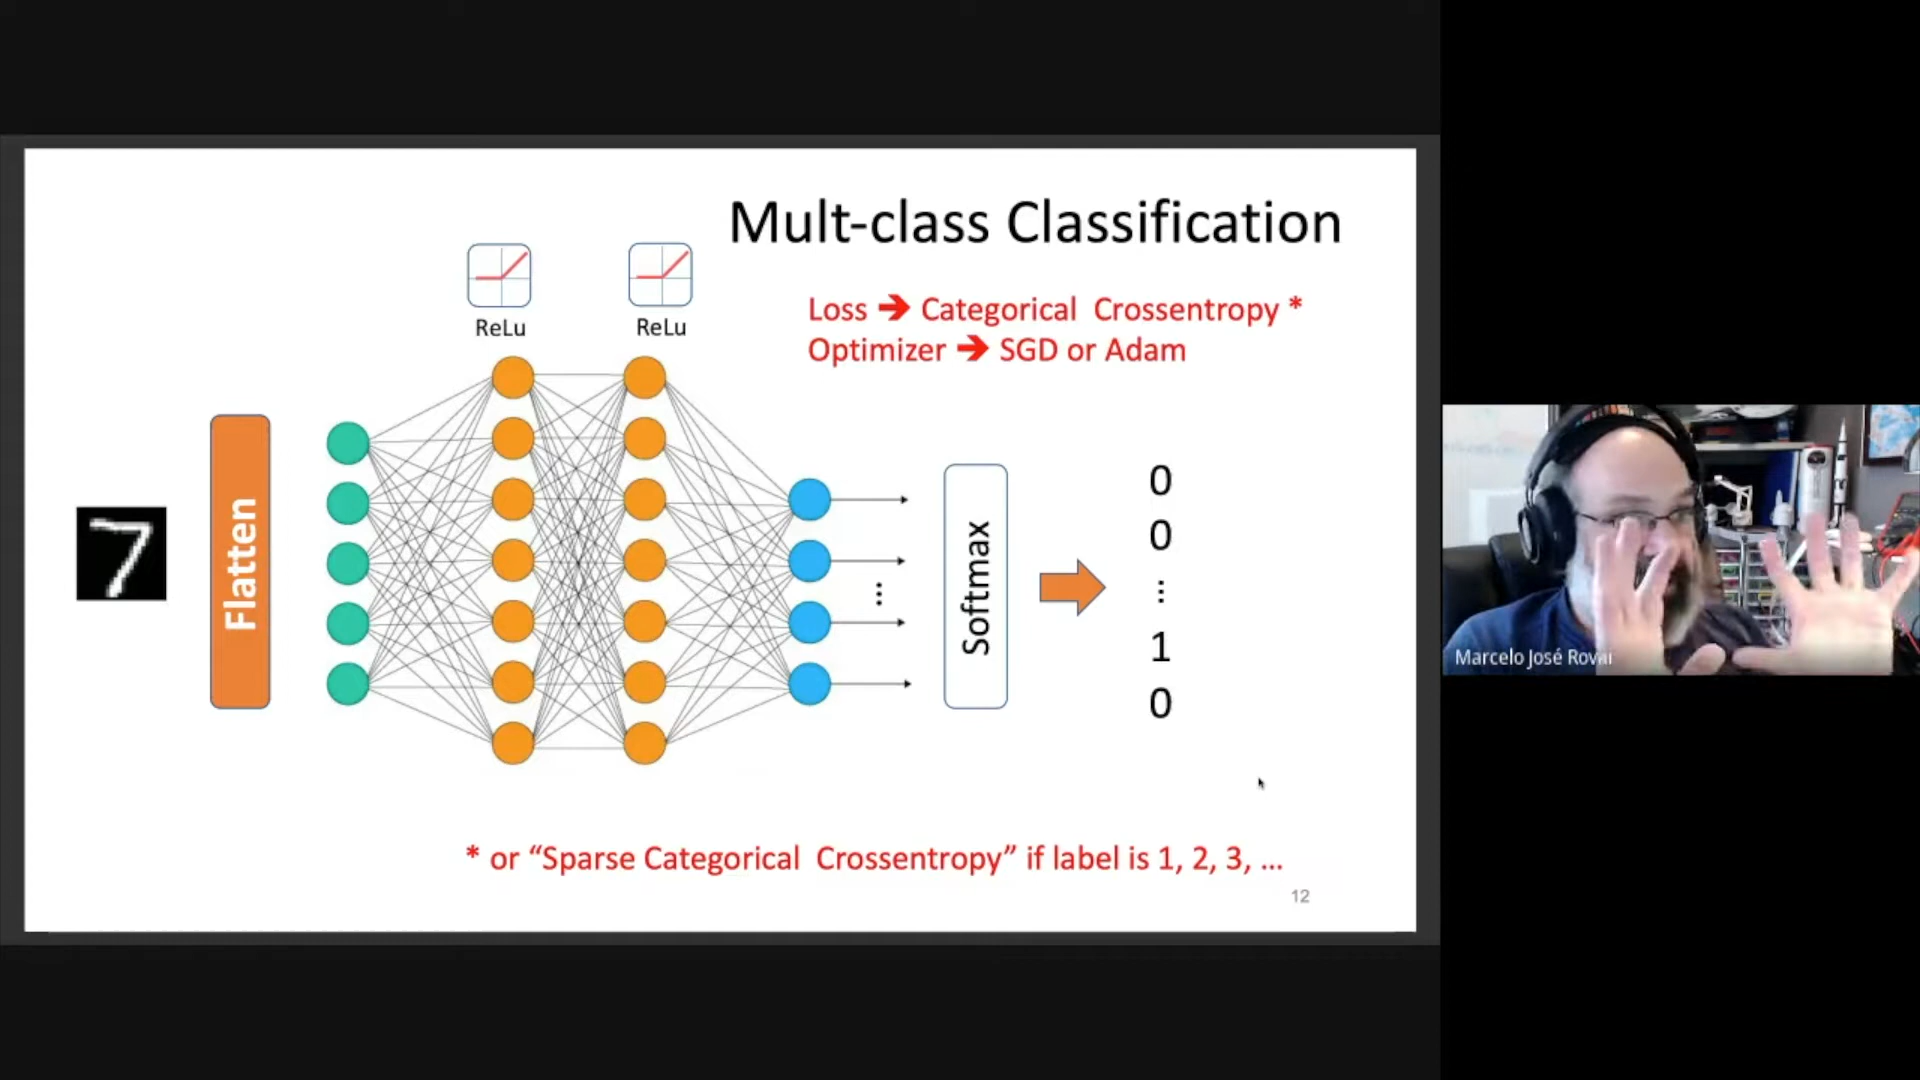 Mult-class Classification
ReLu
ReLu
Loss ➔ Categorical Crossentropy *
Optimizer ➔ SGD or Adam
7
Flatten
Softmax
0
0
⋮
1
0
* or “Sparse Categorical Crossentropy” if label is 1, 2, 3, ...
12
Marcelo José Rovai